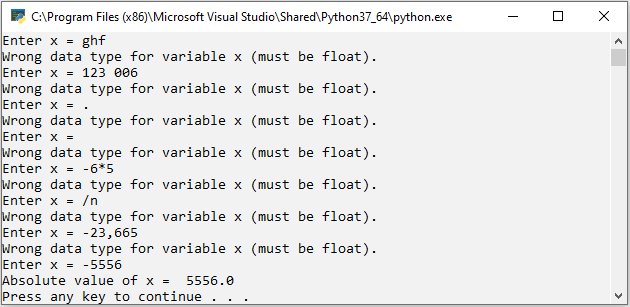 C:\Program Files (x86)\Microsoft Visual Studio\Shared\Python37_64\python.exe
Enter x = ghf
Wrong data type for variable x (must be float).
Enter x = 123 006
Wrong data type for variable x (must be float).
Enter x = .
Wrong data type for variable x (must be float).
Enter x =
Wrong data type for variable x (must be float).
Enter x = -6*5
Wrong data type for variable x (must be float).
Enter x = /n
Wrong data type for variable x (must be float).
Enter x = -23,665
Wrong data type for variable x (must be float).
Enter x = -5556
Absolute value of x =  5556.0
Press any key to continue . . .